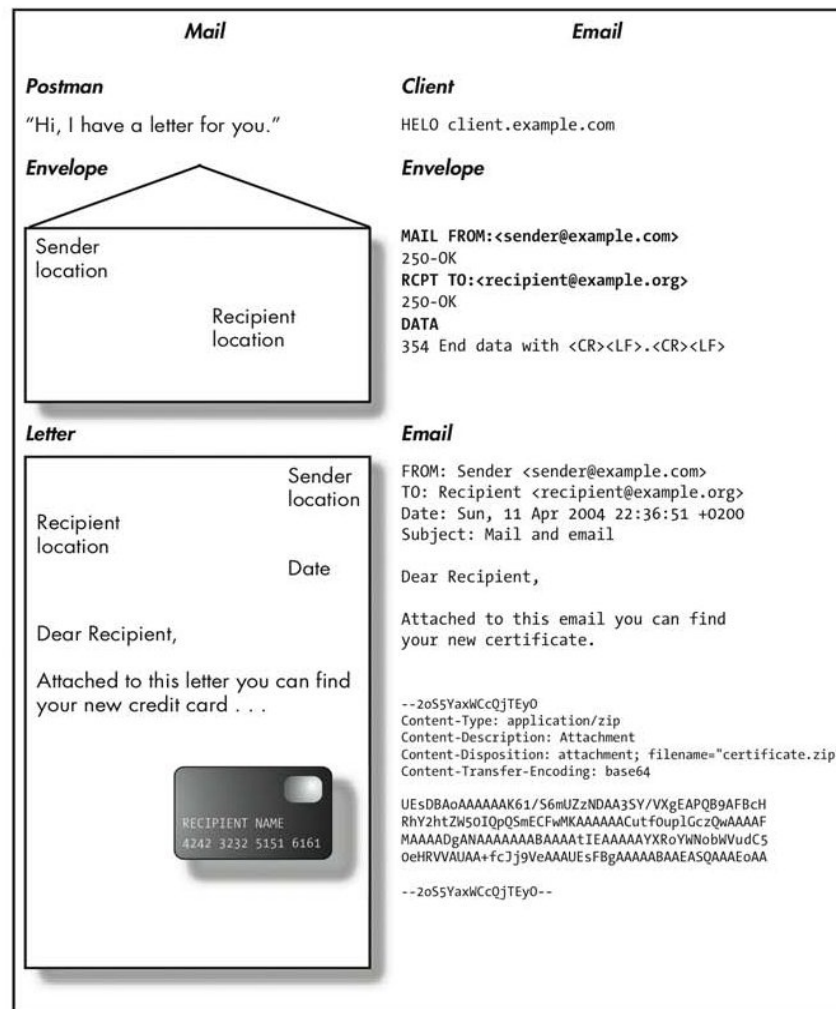 Mail
Email
Postman
Client
“Hi, I have a letter for you.”
HELO client.example.com
Envelope
Envelope
Sender
location
Recipient
location
MAIL FROM:<sender@example.com>
250-OK
RCPT TO:<recipient@example.org>
250-OK
DATA
354 End data with <CR><LF>.<CR><LF>
Letter
Email
Sender
location
Recipient
location
Date
Dear Recipient,
Attached to this letter you can find
your new credit card . . .
RECIPIENT NAME
4242 3232 5151 6161
FROM: Sender <sender@example.com>
TO: Recipient <recipient@example.org>
Date: Sun, 11 Apr 2004 22:36:51 +0200
Subject: Mail and email
Dear Recipient,
Attached to this email you can find
your new certificate.
--2oS5YaxWCcQjTEyO
Content-Type: application/zip
Content-Description: Attachment
Content-Disposition: attachment; filename="certificate.zip
Content-Transfer-Encoding: base64
UEsDBAoAAAAAAK61/S6mUZzNDAA3SY/VXgEAPQB9AFBcH
RhY2htZW5OIQpQSmECFwMKAAAAAACutfOuplGczQwAAAAF
MAAAADgANAAAAAAABAAAAtIEAAAAAYXRoYWNobWVudC5
OeHRVVAUAA+fcJj9VeAAAUEsFBgAAAAABAAEASQAAAEoAA
--2oS5YaxWCcQjTEyO--